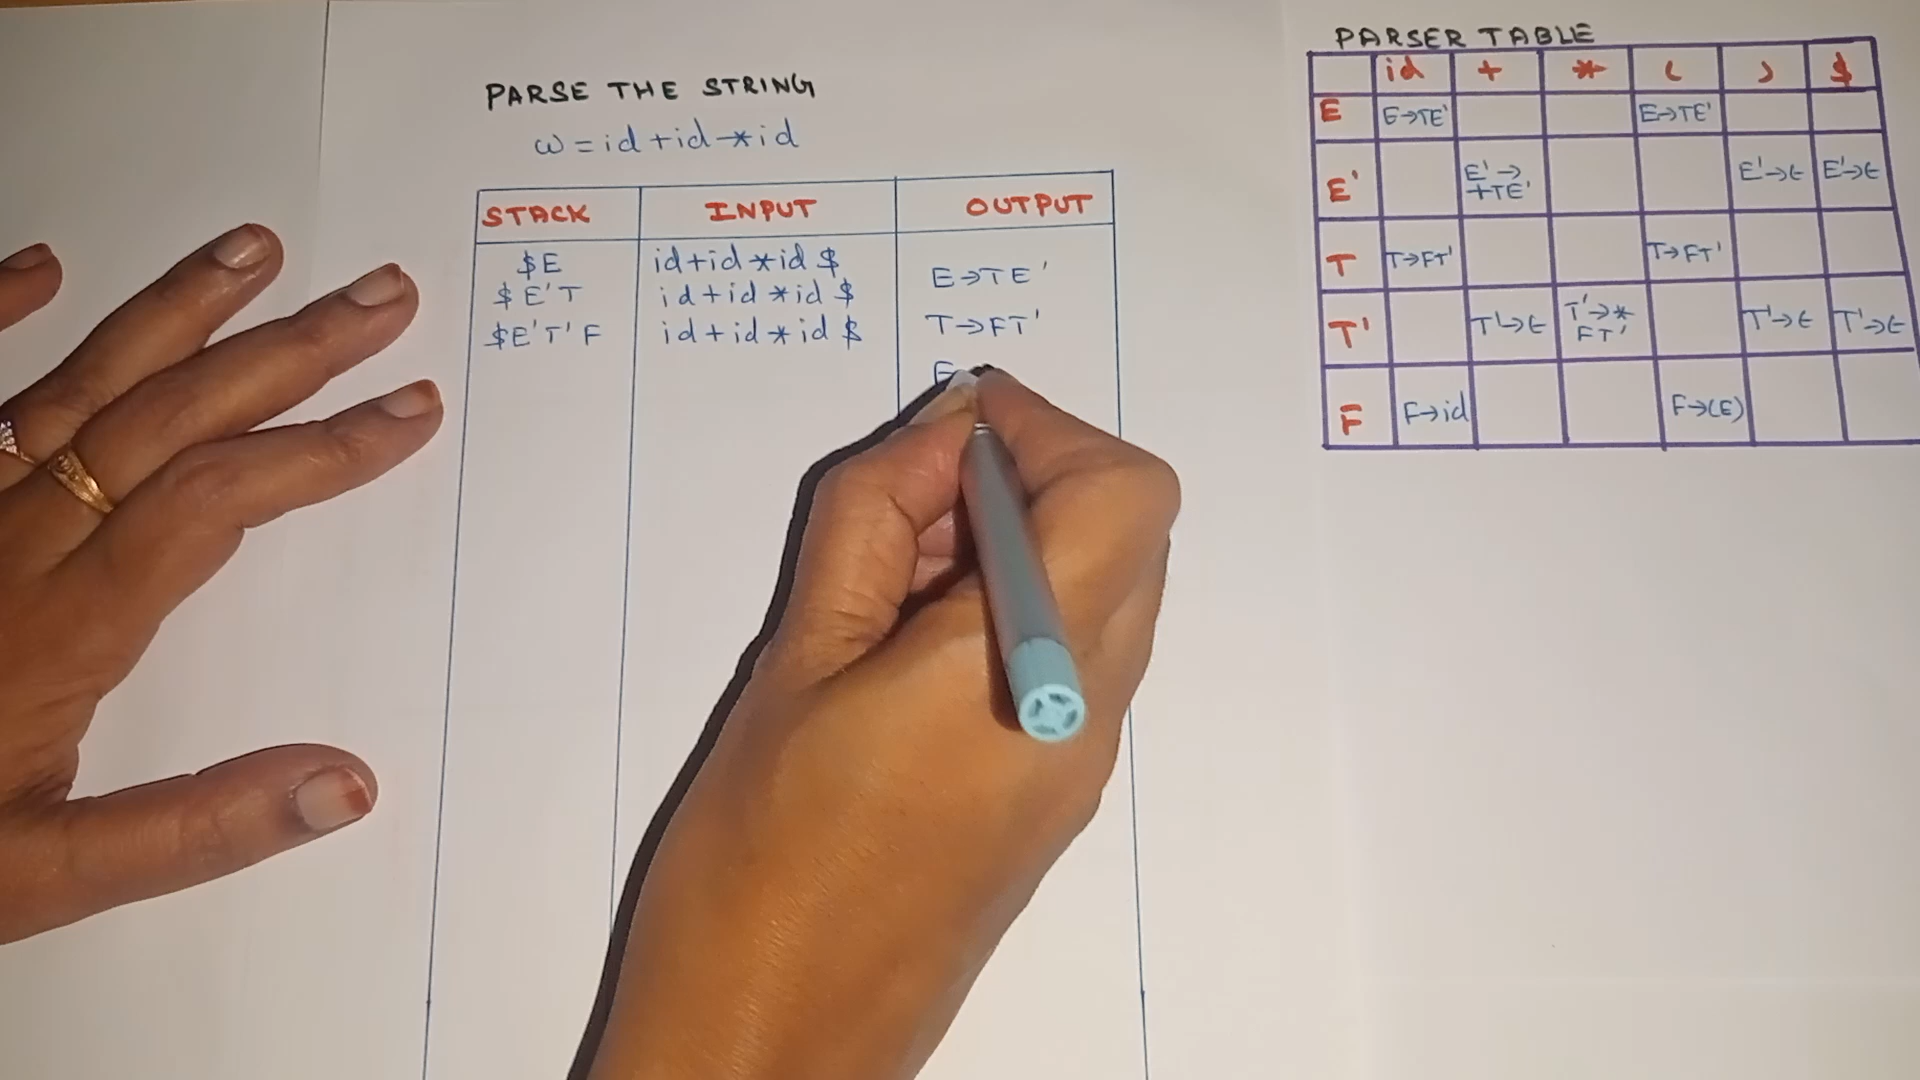 PARSE THE STRING
ω = id + id * id
STACK INPUT OUTPUT
$E id+id*id$
E→TE'
$E'T id+id*id$
$E'T'F id+id*id$ T→FT'
PARSER TABLE
id + * ( ) $
E E→TE' E→TE'
E' E'→+TE' E'→ϵ E'→ϵ
T T→FT' T→FT'
T' T'→ϵ T'→*FT' T'→ϵ T'→ϵ
F F→id F→(E)